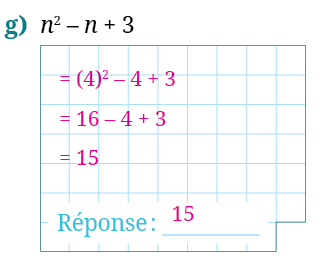 g) n² – n + 3
= (4)² – 4 + 3
= 16 – 4 + 3
= 15
Réponse : 15